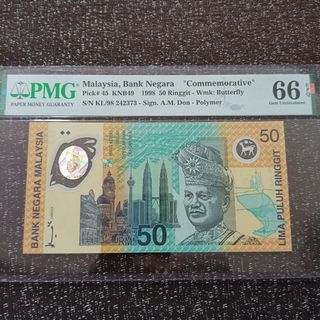 PMG
PAPER MONEY GUARANTY
Malaysia, Bank Negara "Commemorative"
Pick# 45 KNB49 1998 50 Ringgit - Wmk: Butterfly
S/N KL/98 242373 - Sign. A.M. Don - Polymer
66 EPQ
Gem Uncirculated
BANK NEGARA MALAYSIA
50
RM50
LIMA PULUH RINGGIT